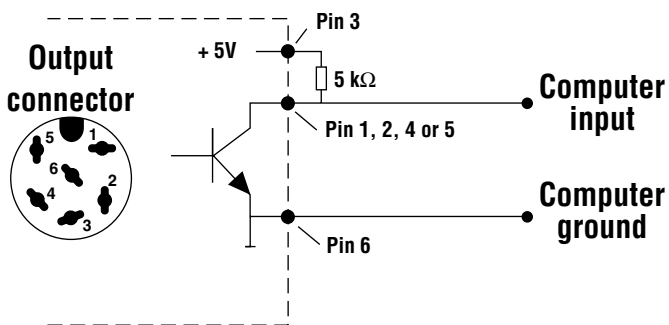 Pin 3
+ 5V
Output
connector
5 kΩ
Computer
input
Pin 1, 2, 4 or 5
5
1
6
2
4
3
Computer
ground
Pin 6